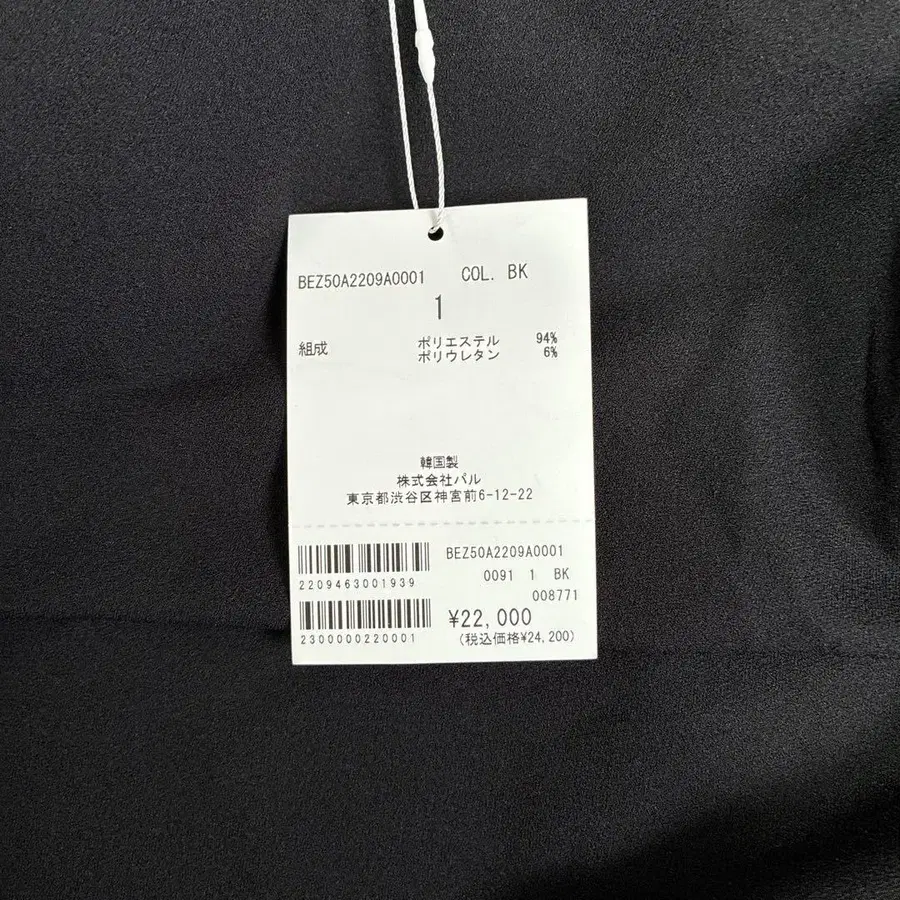 BEZ50A2209A0001 COL. BK
1
組成 ポリエステル 94%
ポリウレタン 6%
韓国製
株式会社パル
東京都渋谷区神宮前6-12-22
BEZ50A2209A0001
2209463001939
0091 1 BK
008771
¥22,000
2300000220001
(税込価格¥24,200)